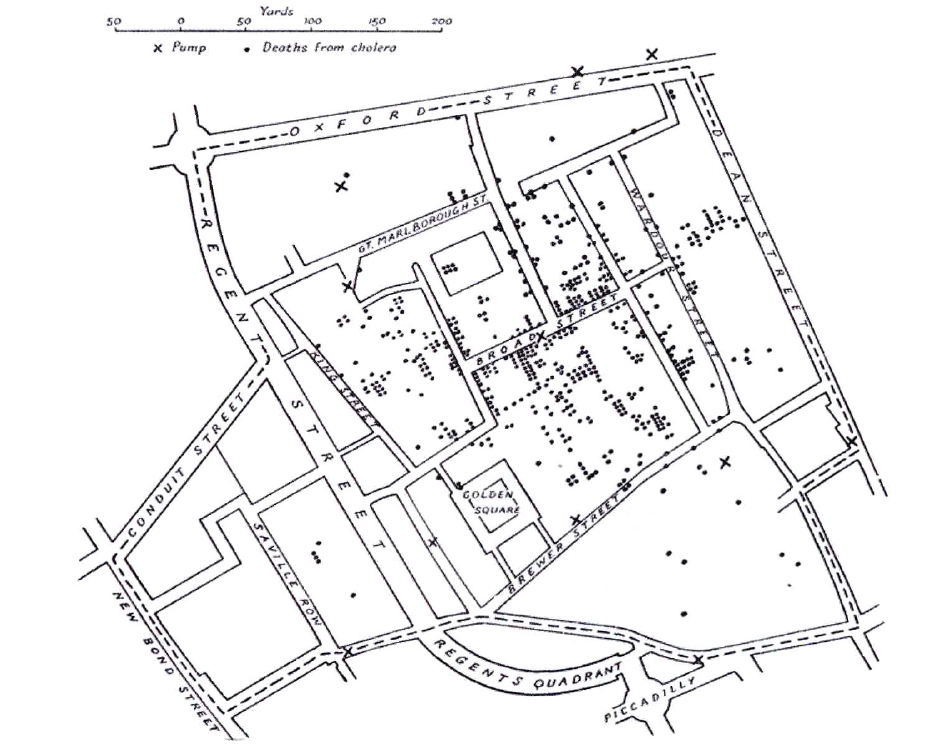 Yards
50 0 50 100 150 200
x Pump • Deaths from cholera
OXFORD STREET
DEAN STREET
REGENT STREET
GT. MARLBOROUGH ST.
WARDOUR STREET
BROAD STREET
KING STREET
CONDUIT STREET
GOLDEN
SQUARE
SAVILLE ROW
BREWER STREET
NEW BOND STREET
REGENTS QUADRANT
PICCADILLY